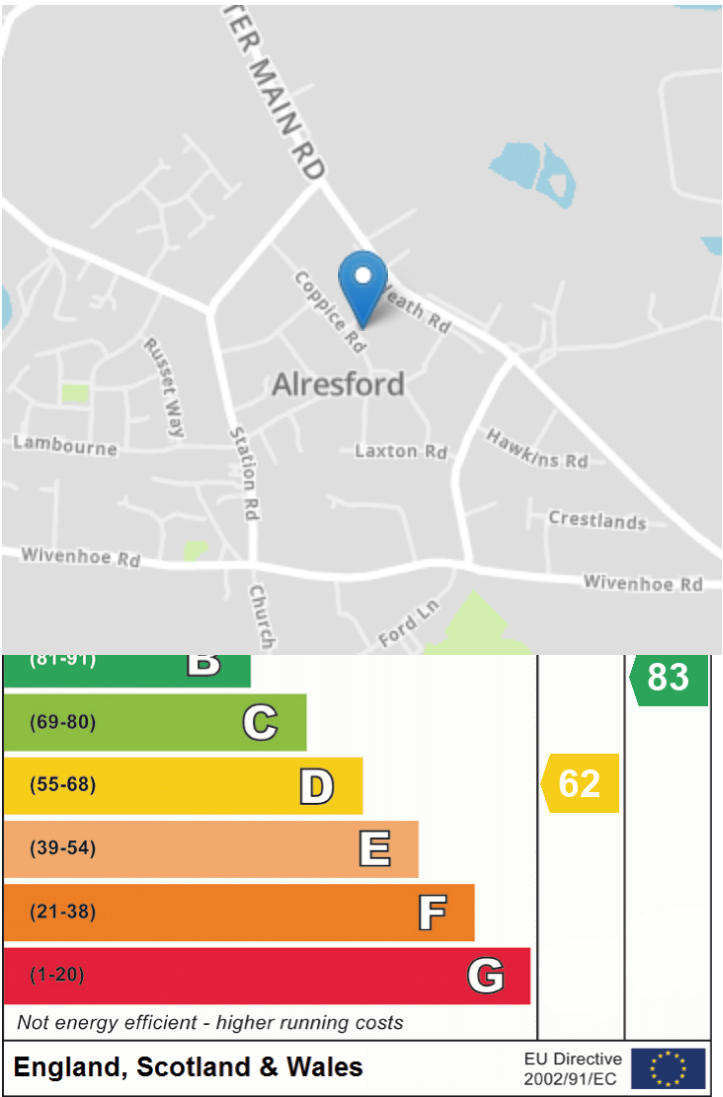 TER MAIN RD
Coppice Rd
Heath Rd
Alresford
Russet Way
Lambourne
Station Rd
Laxton Rd
Hawkins Rd
Crestlands
Wivenhoe Rd
Wivenhoe Rd
Church
Ford Ln
(81-91) B
83
(69-80) C
(55-68) D
62
(39-54) E
(21-38) F
(1-20) G
Not energy efficient - higher running costs
England, Scotland & Wales
EU Directive
2002/91/EC